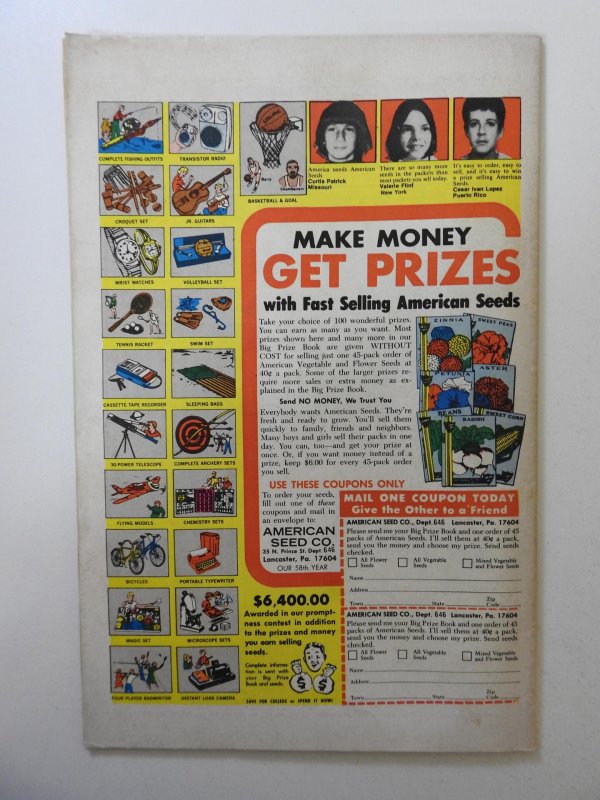 COMPLETE FISHING OUTFITS
TRANSISTOR RADIO
CROQUET SET
JR. GUITARS
WRIST WATCHES
VOLLEYBALL SET
TENNIS RACKET
SWIM SET
CASSETTE TAPE RECORDER
SLEEPING BAGS
30-POWER TELESCOPE
COMPLETE ARCHERY SETS
FLYING MODELS
CHEMISTRY SETS
BICYCLES
PORTABLE TYPEWRITER
MAGIC SET
MICROSCOPE SETS
FOUR PLAYER BADMINTON
INSTANT LOAD CAMERA
Barry
Chamberlain
BASKETBALL & GOAL
America needs American
Seeds
Curtis Patrick
Missouri
There are so many more
seeds in the packets than
most packets you sell today.
Valerie Flint
New York
It's easy to order, easy to
sell, and it's easy to win
a prize selling American
Seeds.
Cesar Ivan Lopez
Puerto Rico
MAKE MONEY
GET PRIZES
with Fast Selling American Seeds
Take your choice of 100 wonderful prizes.
You can earn as many as you want. Most
prizes shown here and many more in our
Big Prize Book are given WITHOUT
COST for selling just one 45-pack order of
American Vegetable and Flower Seeds at
40¢ a pack. Some of the larger prizes re-
quire more sales or extra money as ex-
plained in the Big Prize Book.
Send NO MONEY, We Trust You
Everybody wants American Seeds. They're
fresh and ready to grow. You'll sell them
quickly to family, friends and neighbors.
Many boys and girls sell their packs in one
day. You can, too—and get your prize at
once. Or, if you want money instead of a
prize, keep $6.00 for every 45-pack order
you sell.
ZINNIA
SWEET PEAS
PETUNIA
ASTER
BEANS
RADISH
SWEET CORN
USE THESE COUPONS ONLY
To order your seeds,
fill out one of these
coupons and mail in
an envelope to:
AMERICAN
SEED CO.
35 N. Prince St. Dept. 646
Lancaster, Pa. 17604
OUR 58th YEAR
MAIL ONE COUPON TODAY
Give the Other to a Friend
AMERICAN SEED CO., Dept. 646 Lancaster, Pa. 17604
Please send me your Big Prize Book and one order of 45
packs of American Seeds. I'll sell them at 40¢ a pack,
send you the money and choose my prize. Send seeds
checked.
All Flower Seeds
All Vegetable Seeds
Mixed Vegetable and Flower Seeds
Name
Address
Town State Zip Code
AMERICAN SEED CO., Dept. 646 Lancaster, Pa. 17604
Please send me your Big Prize Book and one order of 45
packs of American Seeds. I'll sell them at 40¢ a pack,
send you the money and choose my prize. Send seeds
checked.
All Flower Seeds
All Vegetable Seeds
Mixed Vegetable and Flower Seeds
Name
Address
Town State Zip Code
$6,400.00
Awarded in our prompt-
ness contest in addition
to the prizes and money
you earn selling
seeds.
Complete informa-
tion is sent with
your Big Prize
Book and seeds.
$ $
SAVE FOR COLLEGE or SPEND IT NOW!